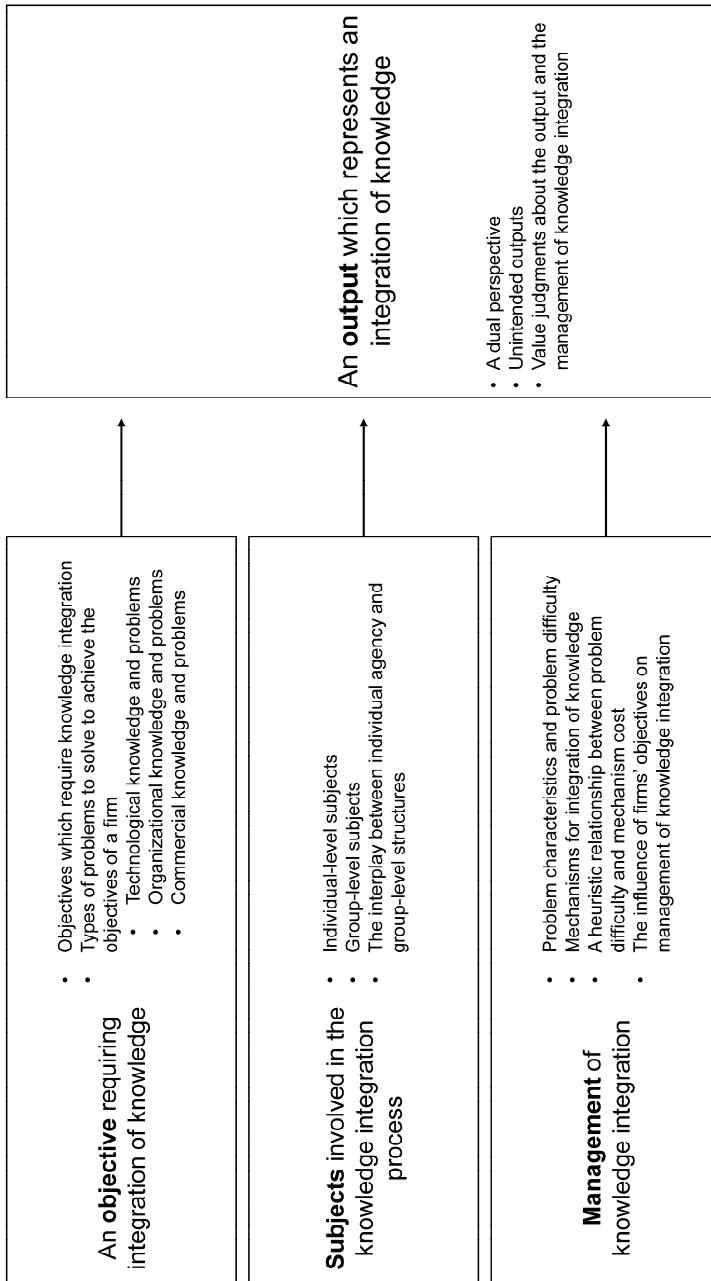 An objective requiring
integration of knowledge
• Objectives which require knowledge integration
• Types of problems to solve to achieve the
objectives of a firm
• Technological knowledge and problems
• Organizational knowledge and problems
• Commercial knowledge and problems
Subjects involved in the
knowledge integration
process
• Individual-level subjects
• Group-level subjects
• The interplay between individual agency and
group-level structures
Management of
knowledge integration
• Problem characteristics and problem difficulty
• Mechanisms for integration of knowledge
• A heuristic relationship between problem
difficulty and mechanism cost
• The influence of firms' objectives on
management of knowledge integration
An output which represents an
integration of knowledge
• A dual perspective
• Unintended outputs
• Value judgments about the output and the
management of knowledge integration